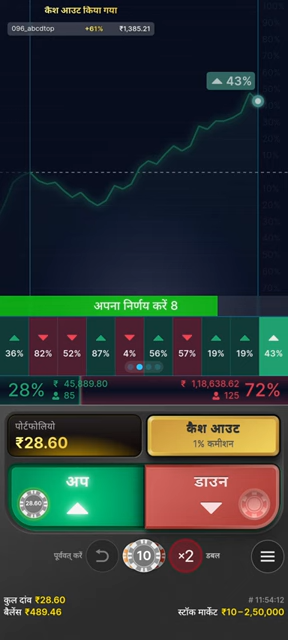 कैश आउट किया गया
096_abcdtop +61% ₹1,385.21
43%
अपना निर्णय करें 8
36% 82% 52% 87% 4% 56% 57% 19% 19% 43%
28% ₹ 45,889.80 ₹ 1,18,638.62 72%
85 125
पोर्टफोलियो
₹28.60
कैश आउट
1% कमीशन
अप
डाउन
28.60
पूर्ववत् करें 10 ×2 डबल
कुल दांव ₹28.60 # 11:54:12
बैलेंस ₹489.46 स्टॉक मार्केट ₹10–2,50,000